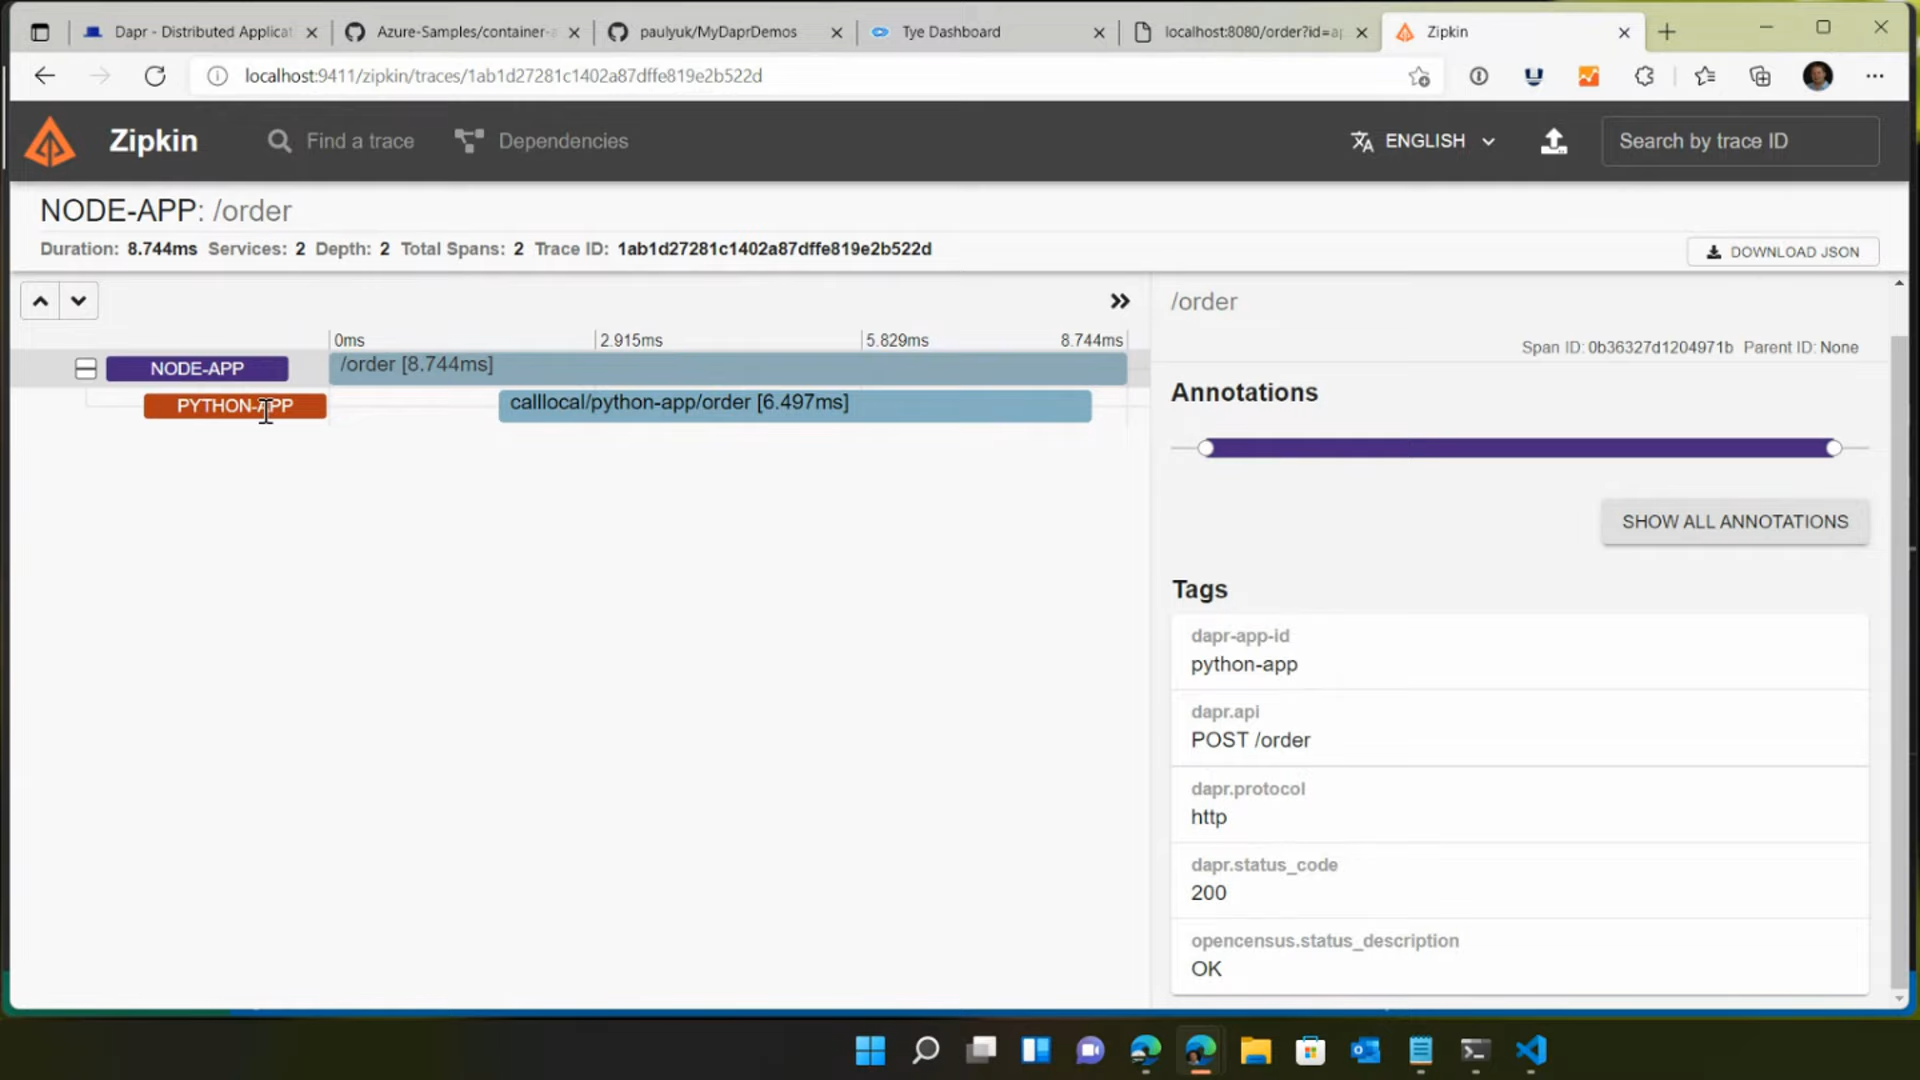 Dapr - Distributed Applicat
Azure-Samples/container-a
paulyuk/MyDaprDemos
Tye Dashboard
localhost:8080/order?id=ap
Zipkin
localhost:9411/zipkin/traces/1ab1d27281c1402a87dffe819e2b522d
Zipkin
Find a trace
Dependencies
ENGLISH
Search by trace ID
NODE-APP: /order
Duration: 8.744ms Services: 2 Depth: 2 Total Spans: 2 Trace ID: 1ab1d27281c1402a87dffe819e2b522d
DOWNLOAD JSON
0ms 2.915ms 5.829ms 8.744ms
NODE-APP /order [8.744ms]
PYTHON-APP calllocal/python-app/order [6.497ms]
/order
Span ID: 0b36327d1204971b Parent ID: None
Annotations
SHOW ALL ANNOTATIONS
Tags
dapr-app-id
python-app
dapr.api
POST /order
dapr.protocol
http
dapr.status_code
200
opencensus.status_description
OK